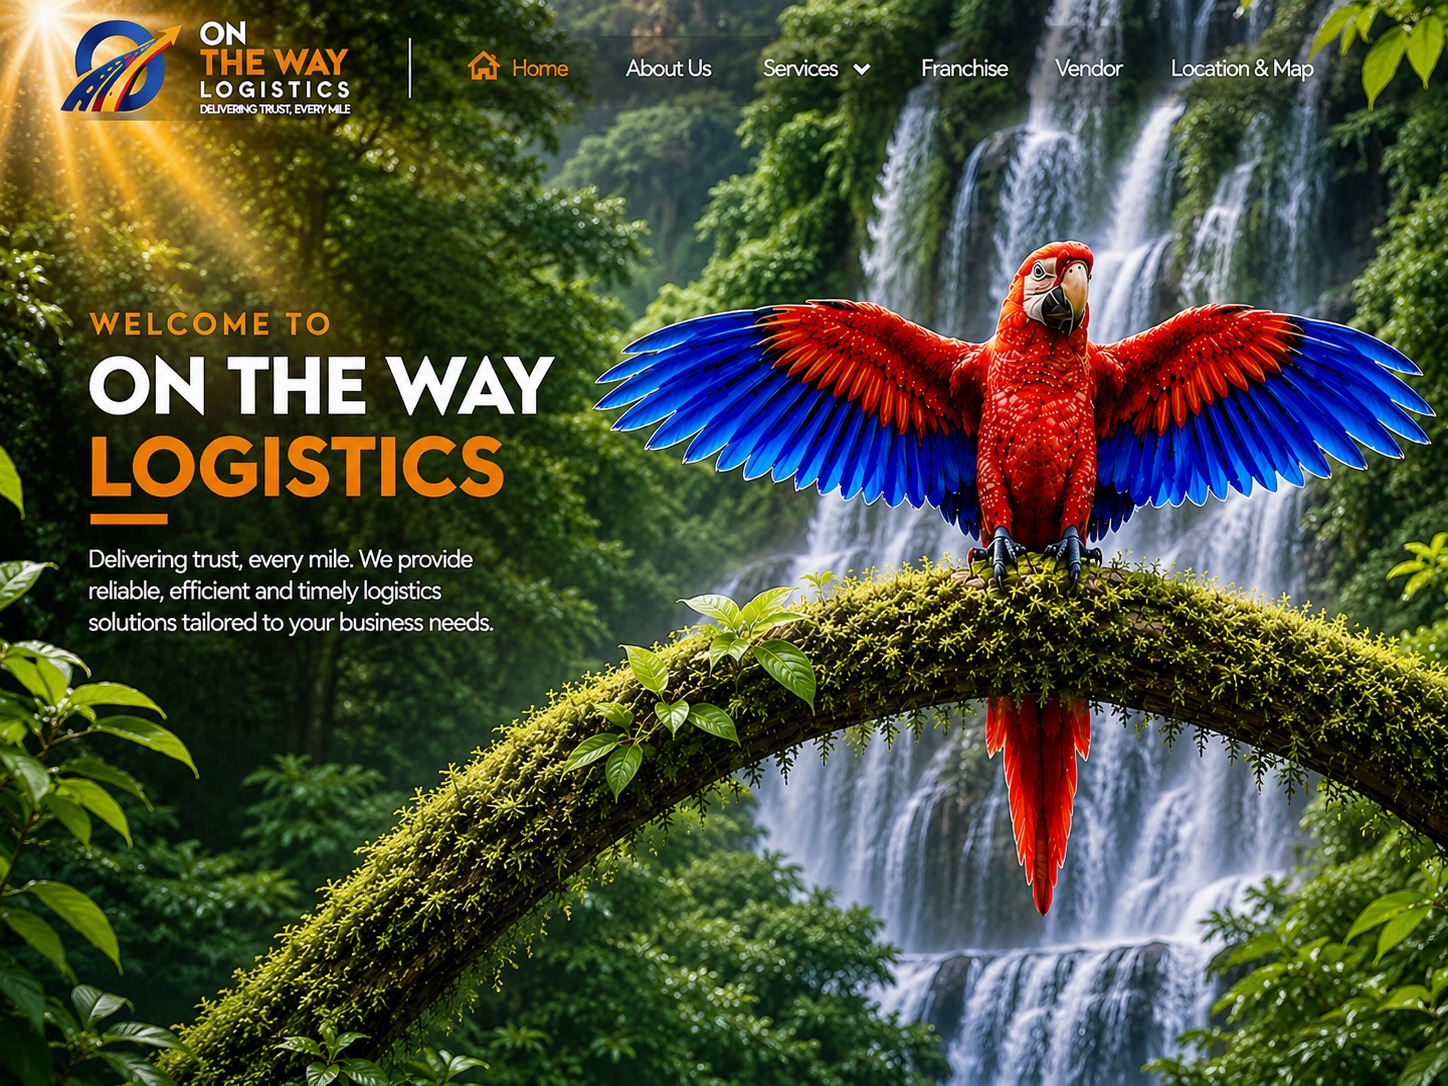 ON
THE WAY
LOGISTICS
DELIVERING TRUST, EVERY MILE
Home
About Us
Services
Franchise
Vendor
Location & Map
WELCOME TO
ON THE WAY
LOGISTICS
Delivering trust, every mile. We provide
reliable, efficient and timely logistics
solutions tailored to your business needs.